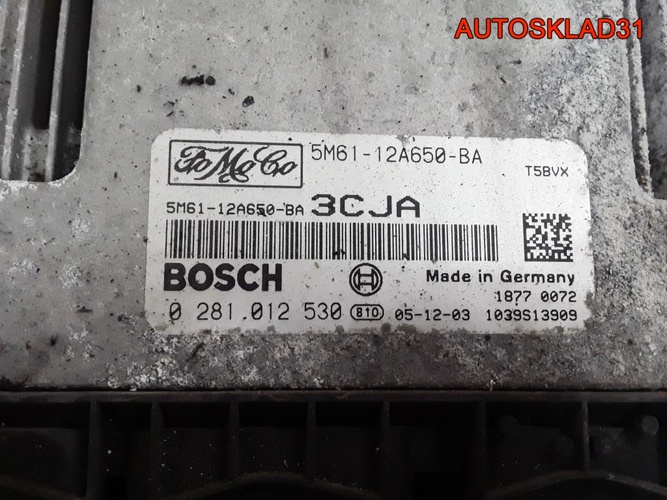 AUTOSKLAD31
FoMoCo
5M61-12A650-BA
T5BVX
5M61-12A650-BA 3CJA
BOSCH
Made in Germany
1877 0072
0 281.012 530 810 05-12-03 1039S13909